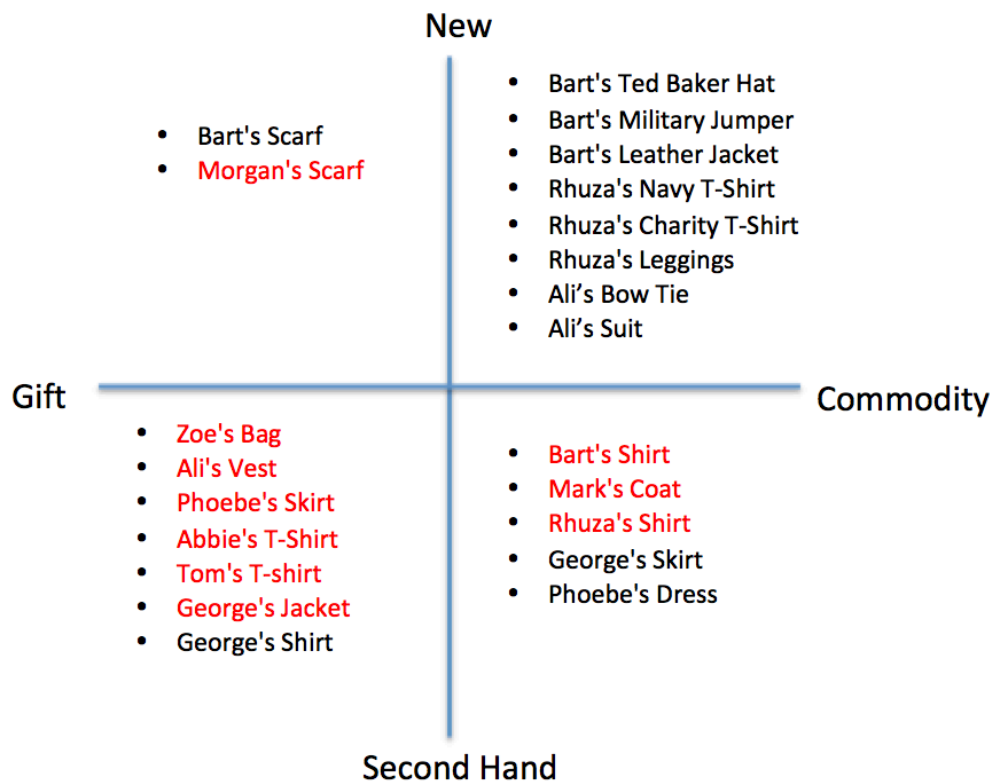 New
• Bart's Scarf
• Morgan's Scarf
• Bart's Ted Baker Hat
• Bart's Military Jumper
• Bart's Leather Jacket
• Rhuza's Navy T-Shirt
• Rhuza's Charity T-Shirt
• Rhuza's Leggings
• Ali’s Bow Tie
• Ali’s Suit
Gift
Commodity
• Zoe's Bag
• Ali's Vest
• Phoebe's Skirt
• Abbie's T-Shirt
• Tom's T-shirt
• George's Jacket
• George's Shirt
• Bart's Shirt
• Mark's Coat
• Rhuza's Shirt
• George's Skirt
• Phoebe's Dress
Second Hand